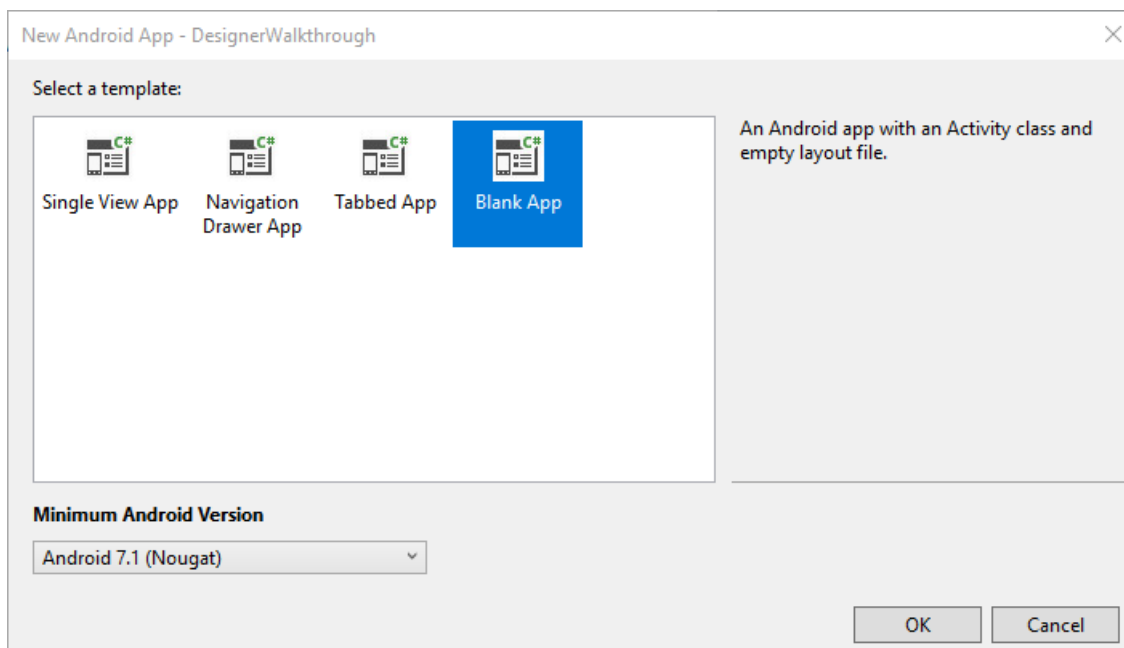 New Android App - DesignerWalkthrough
Select a template:
C#
C#
C#
C#
Single View App
Navigation
Drawer App
Tabbed App
Blank App
An Android app with an Activity class and
empty layout file.
Minimum Android Version
Android 7.1 (Nougat)
OK
Cancel